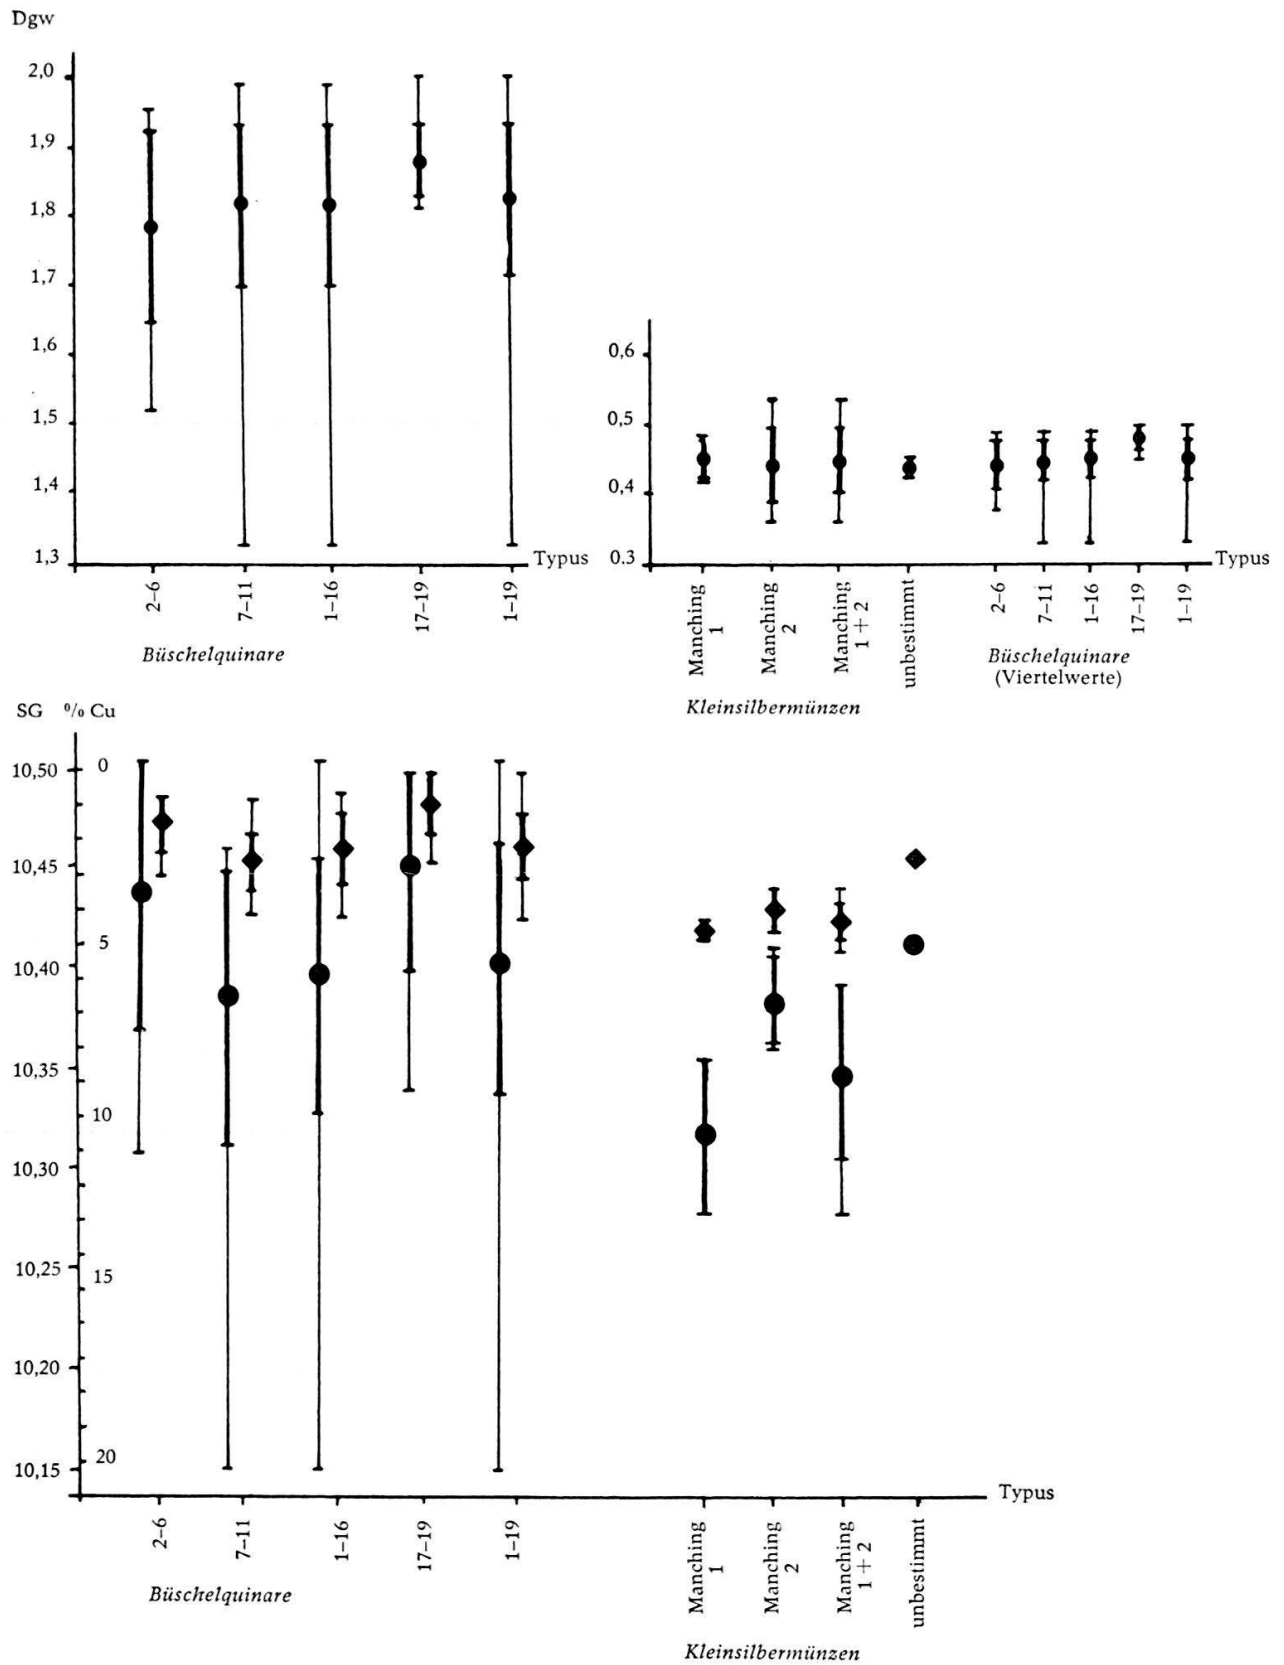 Dgw
2,0
1,9
1,8
1,7
1,6
1,5
1,4
1,3
Typus
2–6
7–11
1–16
17–19
1–19
Büschelquinare
0,6
0,5
0,4
0.3
Typus
Manching
1
Manching
2
Manching
1 + 2
unbestimmt
Kleinsilbermünzen
2–6
7–11
1–16
17–19
1–19
Büschelquinare
(Viertelwerte)
SG % Cu
10,50 0
10,45
5
10,40
10,35
10
10,30
10,25
15
10,20
20
10,15
Typus
2–6
7–11
1–16
17–19
1–19
Büschelquinare
Manching
1
Manching
2
Manching
1 + 2
unbestimmt
Kleinsilbermünzen